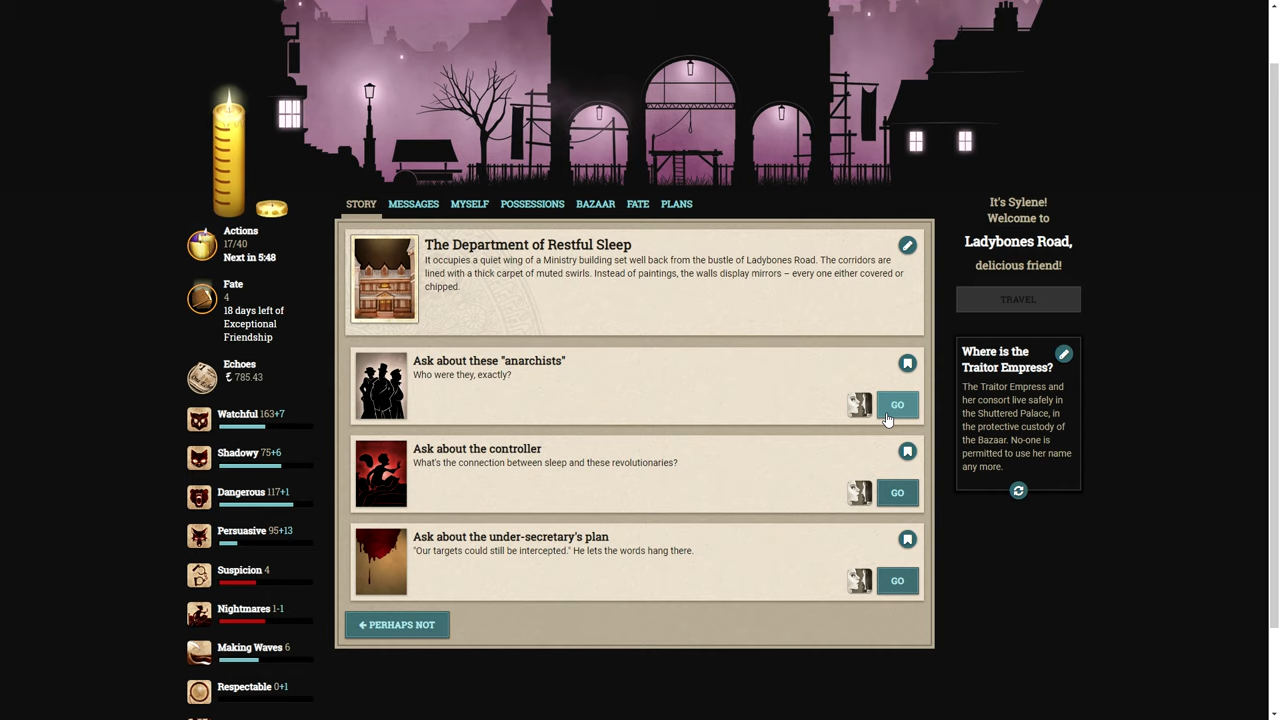 Actions
17/40
Next in 5:48
Fate
4
18 days left of
Exceptional
Friendship
Echoes
785.43
Watchful 163+7
Shadowy 75+6
Dangerous 117+1
Persuasive 95+13
Suspicion 4
Nightmares 1-1
Making Waves 6
Respectable 0+1
STORY MESSAGES MYSELF POSSESSIONS BAZAAR FATE PLANS
The Department of Restful Sleep
It occupies a quiet wing of a Ministry building set well back from the bustle of Ladybones Road. The corridors are
lined with a thick carpet of muted swirls. Instead of paintings, the walls display mirrors – every one either covered or
chipped.
Ask about these "anarchists"
Who were they, exactly?
GO
Ask about the controller
What's the connection between sleep and these revolutionaries?
GO
Ask about the under-secretary's plan
"Our targets could still be intercepted." He lets the words hang there.
GO
PERHAPS NOT
It's Sylene!
Welcome to
Ladybones Road,
delicious friend!
TRAVEL
Where is the
Traitor Empress?
The Traitor Empress and
her consort live safely in
the Shuttered Palace, in
the protective custody of
the Bazaar. No-one is
permitted to use her name
any more.